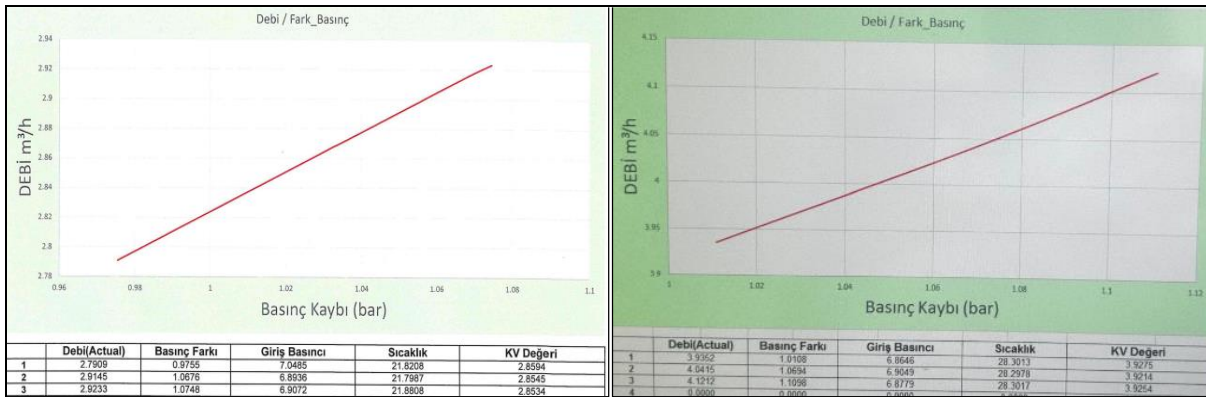 Debi / Fark_Basınç
DEBİ m³/h
2.94
2.92
2.9
2.88
2.86
2.84
2.82
2.8
2.78
0.96
0.98
1
1.02
1.04
1.06
1.08
1.1
Basınç Kaybı (bar)
Debi(Actual) Basınç Farkı Giriş Basıncı Sıcaklık KV Değeri
1 2.7909 0.9755 7.0485 21.8208 2.8594
2 2.9145 1.0676 6.8936 21.7987 2.8545
3 2.9233 1.0748 6.9072 21.8808 2.8534
Debi / Fark_Basınç
DEBİ m³/h
4.15
4.1
4.05
4
3.95
3.9
1
1.02
1.04
1.06
1.08
1.1
1.12
Basınç Kaybı (bar)
Debi(Actual) Basınç Farkı Giriş Basıncı Sıcaklık KV Değeri
1 3.9352 1.0108 6.8646 28.3013 3.9275
2 4.0415 1.0694 6.9049 28.2978 3.9214
3 4.1212 1.1098 6.8779 28.3017 3.9264
4 0.0000 0.0000